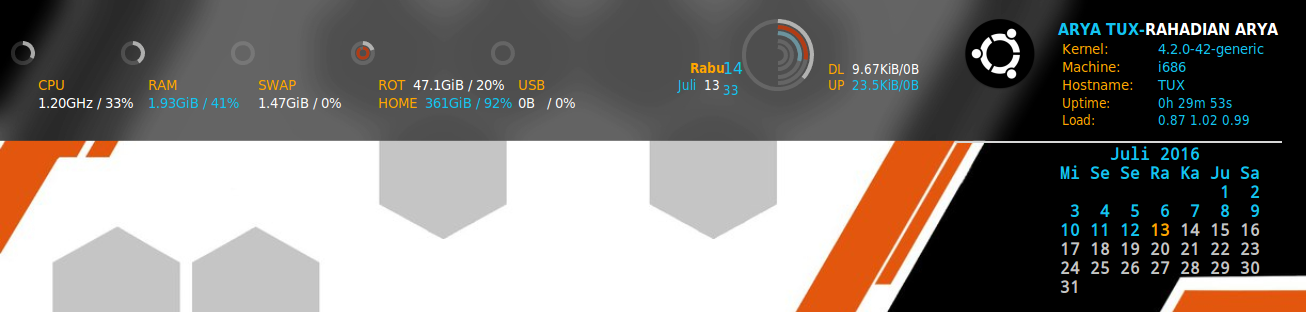 CPU
1.20GHz / 33%
RAM
1.93GiB / 41%
SWAP
1.47GiB / 0%
ROT 47.1GiB / 20%
HOME 361GiB / 92%
USB
0B / 0%
Rabu14
Juli 13 33
DL 9.67KiB/0B
UP 23.5KiB/0B
ARYA TUX-RAHADIAN ARYA
Kernel: 4.2.0-42-generic
Machine: i686
Hostname: TUX
Uptime: 0h 29m 53s
Load: 0.87 1.02 0.99
Juli 2016
Mi Se Se Ra Ka Ju Sa
1 2
3 4 5 6 7 8 9
10 11 12 13 14 15 16
17 18 19 20 21 22 23
24 25 26 27 28 29 30
31